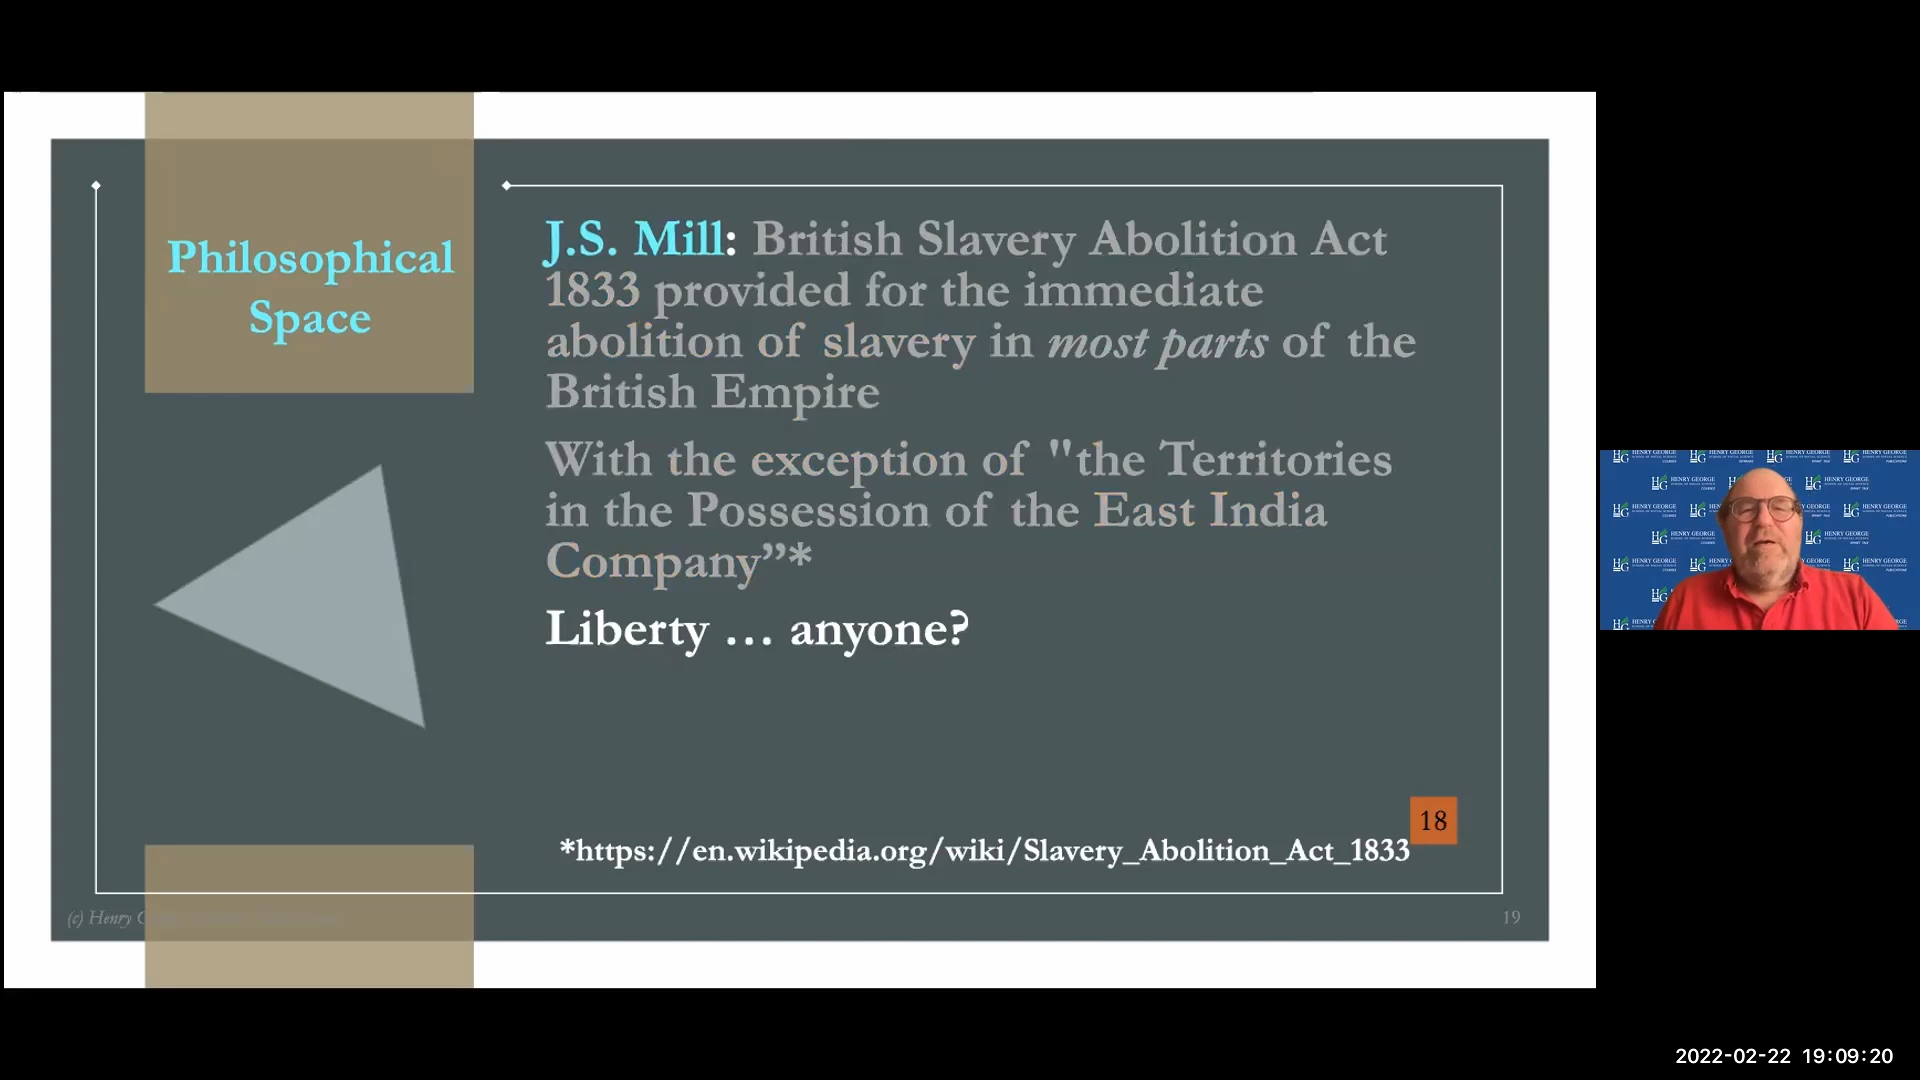 Philosophical
Space
J.S. Mill: British Slavery Abolition Act
1833 provided for the immediate
abolition of slavery in most parts of the
British Empire
With the exception of "the Territories
in the Possession of the East India
Company”*
Liberty … anyone?
18
*https://en.wikipedia.org/wiki/Slavery_Abolition_Act_1833
(c) Henry
19
HENRY GEORGE
2022-02-22 19:09:20